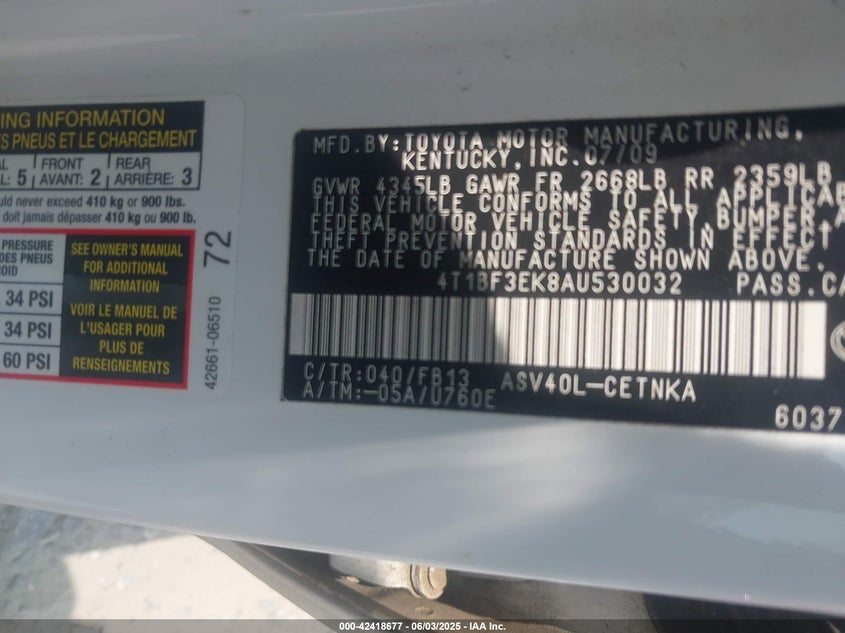 ING INFORMATION
ES PNEUS ET LE CHARGEMENT
AL
L: 5
FRONT
AVANT: 2
REAR
ARRIÈRE: 3
uld never exceed 410 kg or 900 lbs.
doit jamais dépasser 410 kg ou 900 lb.
PRESSURE
DES PNEUS
ROID
34 PSI
34 PSI
60 PSI
SEE OWNER'S MANUAL
FOR ADDITIONAL
INFORMATION
VOIR LE MANUEL DE
L'USAGER POUR
PLUS DE
RENSEIGNEMENTS
72
42661-06510
MFD.BY:TOYOTA MOTOR MANUFACTURING,
KENTUCKY, INC.07/09
GVWR 4345LB GAWR FR 2668LB RR 2359LB
THIS VEHICLE CONFORMS TO ALL APPLICAB
FEDERAL MOTOR VEHICLE SAFETY,BUMPER,A
THEFT PREVENTION STANDARDS IN EFFECT
THE DATE OF MANUFACTURE SHOWN ABOVE.
4T1BF3EK8AU530032 PASS.CA
C/TR:040/FB13 ASV40L-CETNKA
A/TM:-05A/U760E
6037
000-42418677 - 06/03/2025 - IAA Inc.